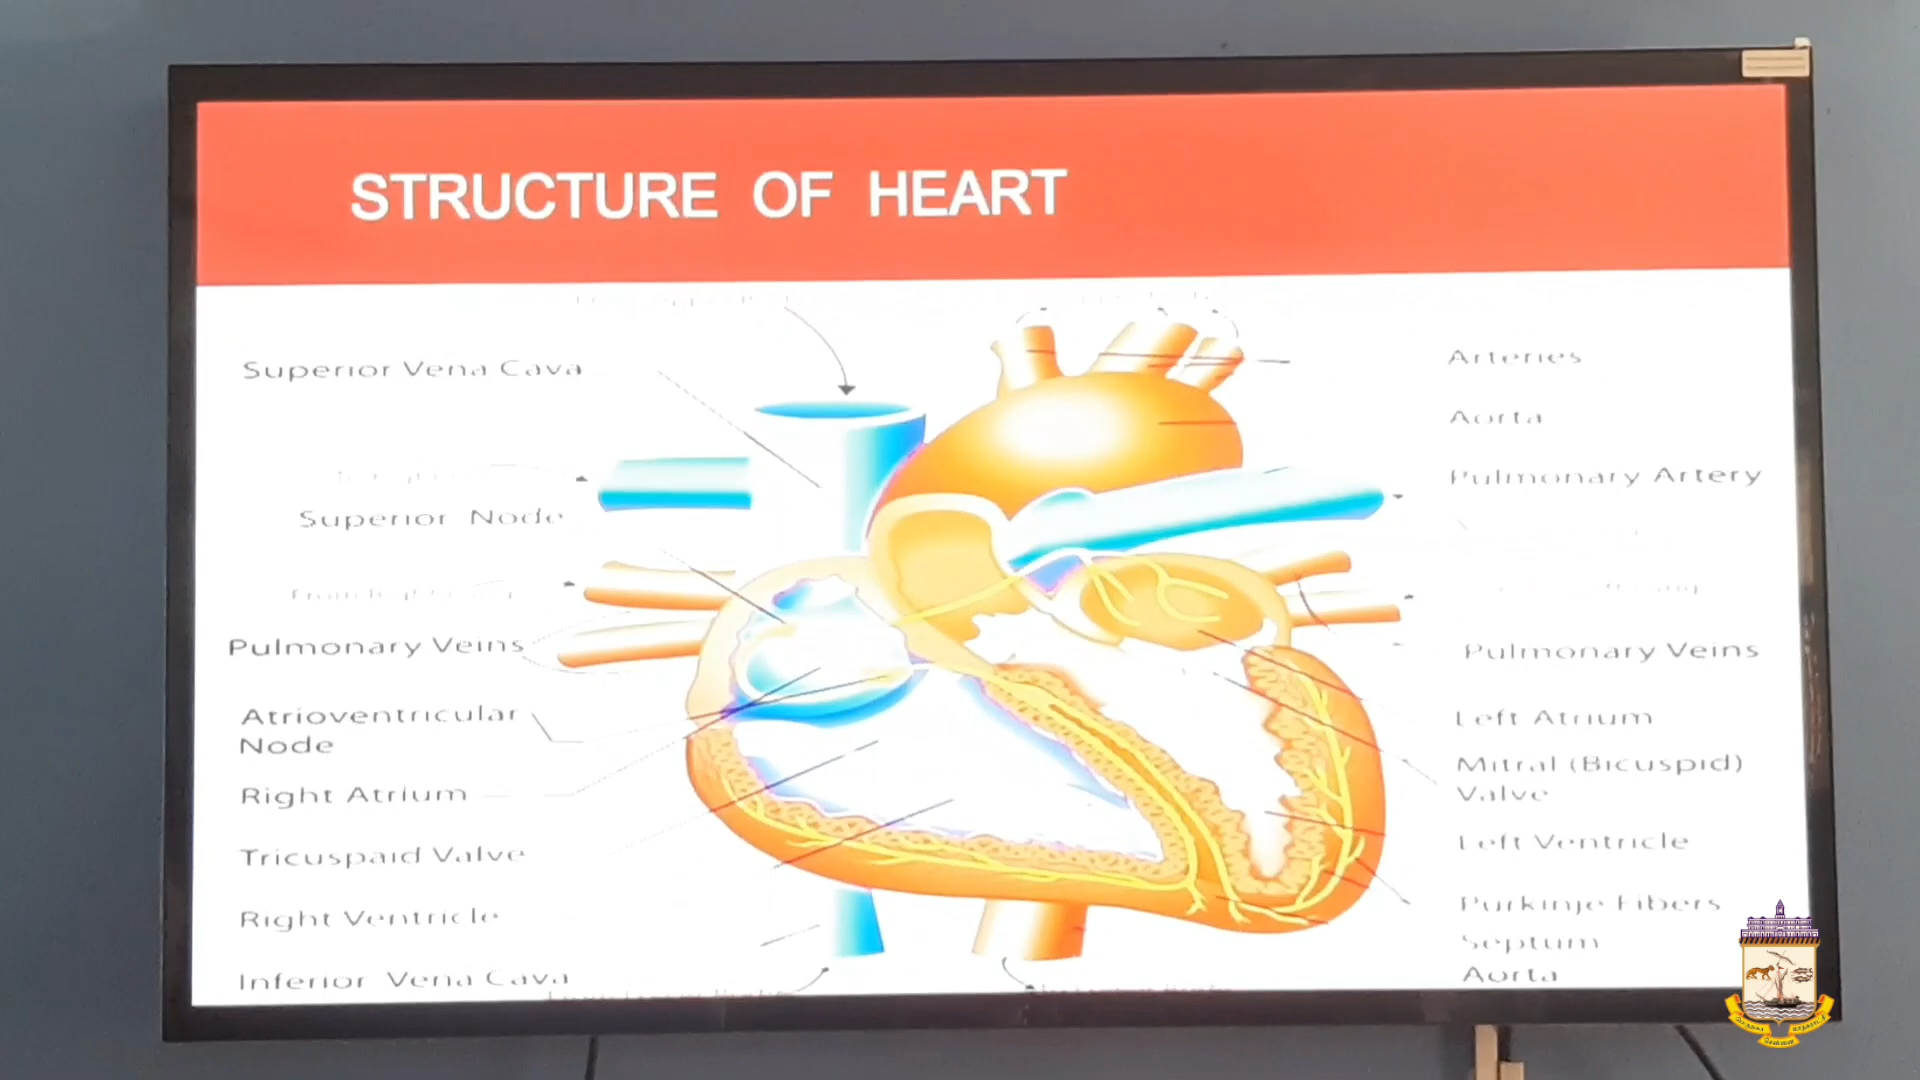 STRUCTURE OF HEART
Superior Vena Cava
Superior Node
Pulmonary Veins
Atrioventricular
Node
Right Atrium
Tricuspaid Valve
Right Ventricle
Inferior Vena Cava
Arteries
Aorta
Pulmonary Artery
Pulmonary Veins
Left Atrium
Mitral (Bicuspid)
Valve
Left Ventricle
Purkinje Fibers
Septum
Aorta